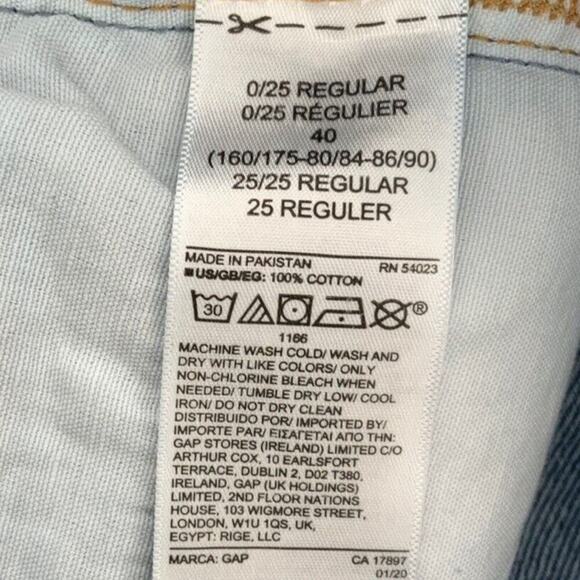 0/25 REGULAR
0/25 RÉGULIER
40
(160/175-80/84-86/90)
25/25 REGULAR
25 REGULER
MADE IN PAKISTAN RN 54023
■US/GB/EG: 100% COTTON
30 ®
1166
MACHINE WASH COLD/ WASH AND
DRY WITH LIKE COLORS/ ONLY
NON-CHLORINE BLEACH WHEN
NEEDED/ TUMBLE DRY LOW/ COOL
IRON/ DO NOT DRY CLEAN
DISTRIBUIDO POR/ IMPORTED BY/
IMPORTE PAR/ ΕΙΣΑΓΕΤΑΙ ΑΠΟ ΤΗΝ:
GAP STORES (IRELAND) LIMITED C/O
ARTHUR COX, 10 EARLSFORT
TERRACE, DUBLIN 2, D02 T380,
IRELAND, GAP (UK HOLDINGS)
LIMITED, 2ND FLOOR NATIONS
HOUSE, 103 WIGMORE STREET,
LONDON, W1U 1QS, UK,
EGYPT: RIGE, LLC
MARCA: GAP CA 17897
01/20